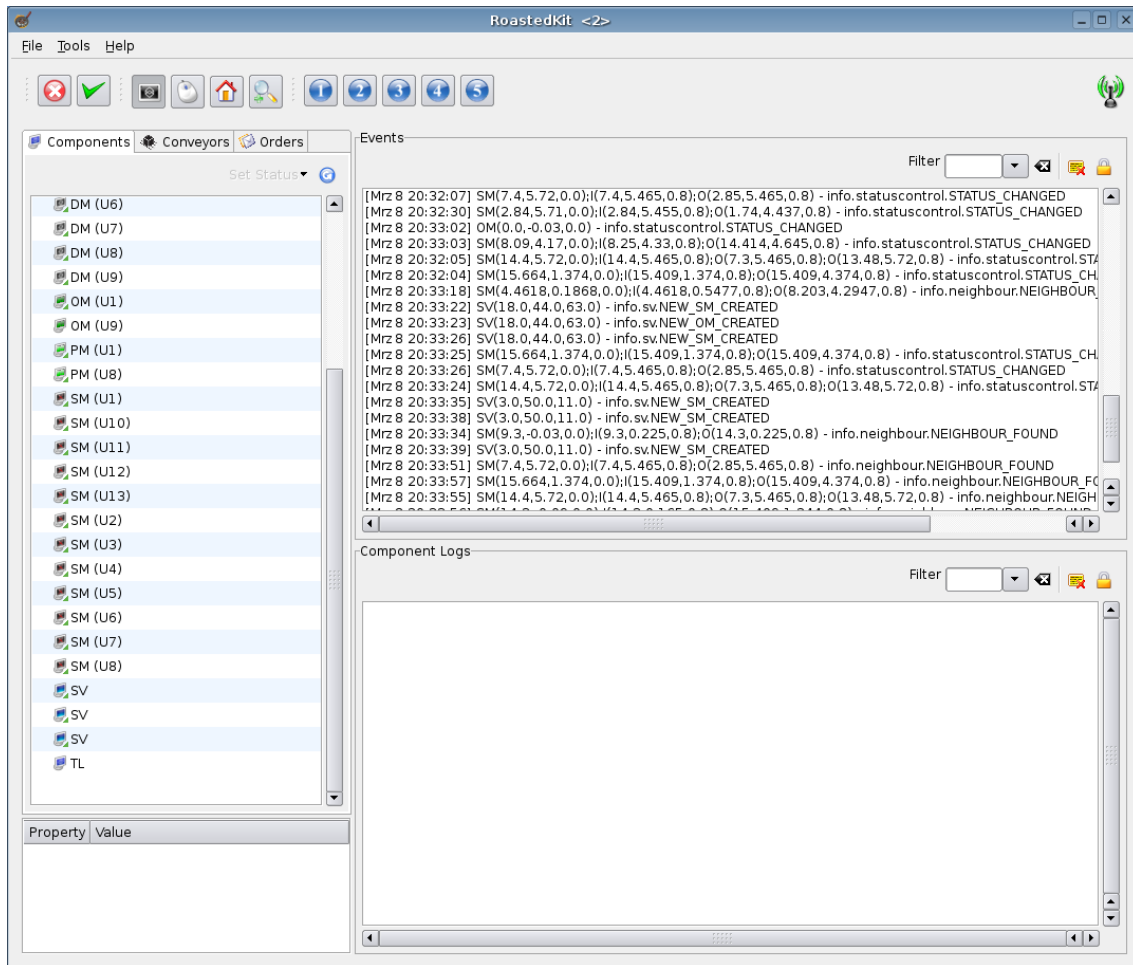 RoastedKit <2>
File Tools Help
1 2 3 4 5
Components Conveyors Orders
Set Status
DM (U6)
DM (U7)
DM (U8)
DM (U9)
OM (U1)
OM (U9)
PM (U1)
PM (U8)
SM (U1)
SM (U10)
SM (U11)
SM (U12)
SM (U13)
SM (U2)
SM (U3)
SM (U4)
SM (U5)
SM (U6)
SM (U7)
SM (U8)
SV
SV
SV
TL
Property Value
Events
Filter
[Mrz 8 20:32:07] SM(7.4,5.72,0.0);I(7.4,5.465,0.8);O(2.85,5.465,0.8) - info.statuscontrol.STATUS_CHANGED
[Mrz 8 20:32:30] SM(2.84,5.71,0.0);I(2.84,5.455,0.8);O(1.74,4.437,0.8) - info.statuscontrol.STATUS_CHANGED
[Mrz 8 20:33:02] OM(0.0,-0.03,0.0) - info.statuscontrol.STATUS_CHANGED
[Mrz 8 20:33:03] SM(8.09,4.17,0.0);I(8.25,4.33,0.8);O(14.414,4.645,0.8) - info.statuscontrol.STATUS_CHANGED
[Mrz 8 20:32:05] SM(14.4,5.72,0.0);I(14.4,5.465,0.8);O(7.3,5.465,0.8);O(13.48,5.72,0.8) - info.statuscontrol.STA
[Mrz 8 20:32:04] SM(15.664,1.374,0.0);I(15.409,1.374,0.8);O(15.409,4.374,0.8) - info.statuscontrol.STATUS_CH
[Mrz 8 20:33:18] SM(4.4618,0.1868,0.0);I(4.4618,0.5477,0.8);O(8.203,4.2947,0.8) - info.neighbour.NEIGHBOUR_
[Mrz 8 20:33:22] SV(18.0,44.0,63.0) - info.sv.NEW_SM_CREATED
[Mrz 8 20:33:23] SV(18.0,44.0,63.0) - info.sv.NEW_OM_CREATED
[Mrz 8 20:33:26] SV(18.0,44.0,63.0) - info.sv.NEW_SM_CREATED
[Mrz 8 20:33:25] SM(15.664,1.374,0.0);I(15.409,1.374,0.8);O(15.409,4.374,0.8) - info.statuscontrol.STATUS_CH
[Mrz 8 20:33:26] SM(7.4,5.72,0.0);I(7.4,5.465,0.8);O(2.85,5.465,0.8) - info.statuscontrol.STATUS_CHANGED
[Mrz 8 20:33:24] SM(14.4,5.72,0.0);I(14.4,5.465,0.8);O(7.3,5.465,0.8);O(13.48,5.72,0.8) - info.statuscontrol.STA
[Mrz 8 20:33:35] SV(3.0,50.0,11.0) - info.sv.NEW_SM_CREATED
[Mrz 8 20:33:38] SV(3.0,50.0,11.0) - info.sv.NEW_SM_CREATED
[Mrz 8 20:33:34] SM(9.3,-0.03,0.0);I(9.3,0.225,0.8);O(14.3,0.225,0.8) - info.neighbour.NEIGHBOUR_FOUND
[Mrz 8 20:33:39] SV(3.0,50.0,11.0) - info.sv.NEW_SM_CREATED
[Mrz 8 20:33:51] SM(7.4,5.72,0.0);I(7.4,5.465,0.8);O(2.85,5.465,0.8) - info.neighbour.NEIGHBOUR_FOUND
[Mrz 8 20:33:57] SM(15.664,1.374,0.0);I(15.409,1.374,0.8);O(15.409,4.374,0.8) - info.neighbour.NEIGHBOUR_FO
[Mrz 8 20:33:55] SM(14.4,5.72,0.0);I(14.4,5.465,0.8);O(7.3,5.465,0.8);O(13.48,5.72,0.8) - info.neighbour.NEIGH
Component Logs
Filter